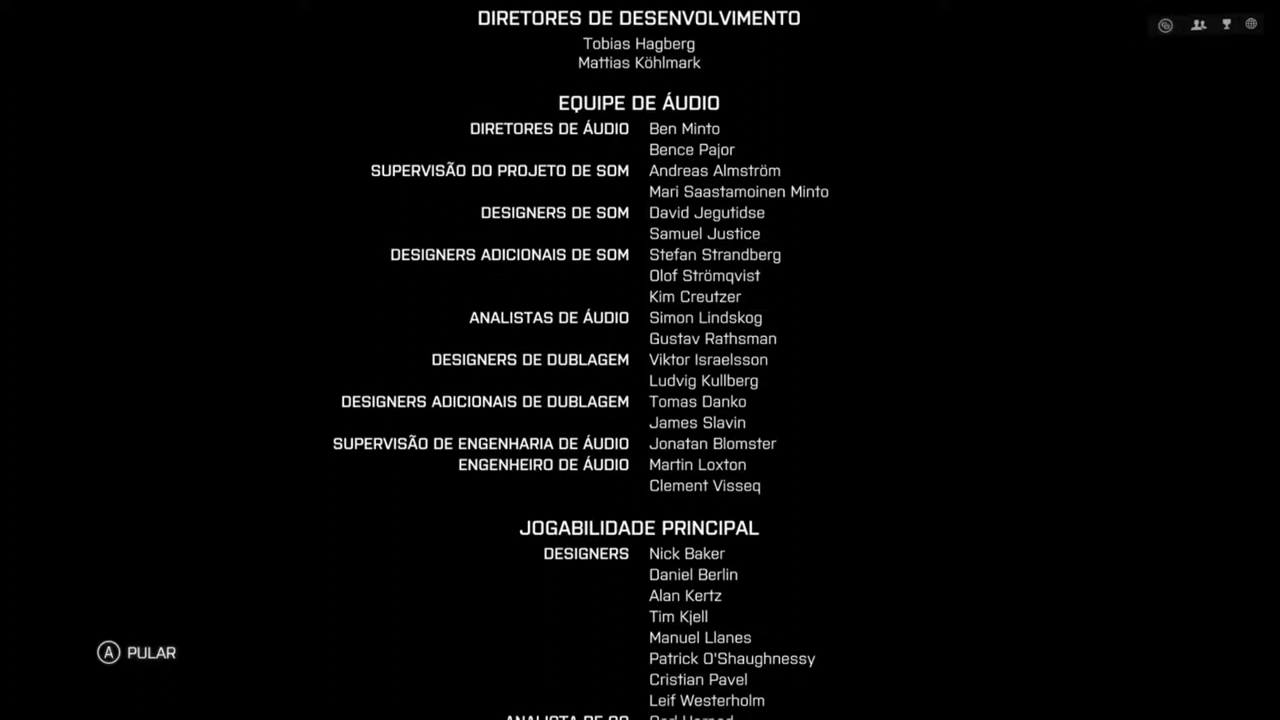 DIRETORES DE DESENVOLVIMENTO
Tobias Hagberg
Mattias Köhlmark
EQUIPE DE ÁUDIO
DIRETORES DE ÁUDIO Ben Minto
Bence Pajor
SUPERVISÃO DO PROJETO DE SOM Andreas Almström
Mari Saastamoinen Minto
DESIGNERS DE SOM David Jegutidse
Samuel Justice
DESIGNERS ADICIONAIS DE SOM Stefan Strandberg
Olof Strömqvist
Kim Creutzer
ANALISTAS DE ÁUDIO Simon Lindskog
Gustav Rathsman
DESIGNERS DE DUBLAGEM Viktor Israelsson
Ludvig Kullberg
DESIGNERS ADICIONAIS DE DUBLAGEM Tomas Danko
James Slavin
SUPERVISÃO DE ENGENHARIA DE ÁUDIO Jonatan Blomster
ENGENHEIRO DE ÁUDIO Martin Loxton
Clement Visseq
JOGABILIDADE PRINCIPAL
DESIGNERS Nick Baker
Daniel Berlin
Alan Kertz
Tim Kjell
Manuel Llanes
Patrick O'Shaughnessy
Cristian Pavel
Leif Westerholm
ANALISTA DE
A PULAR